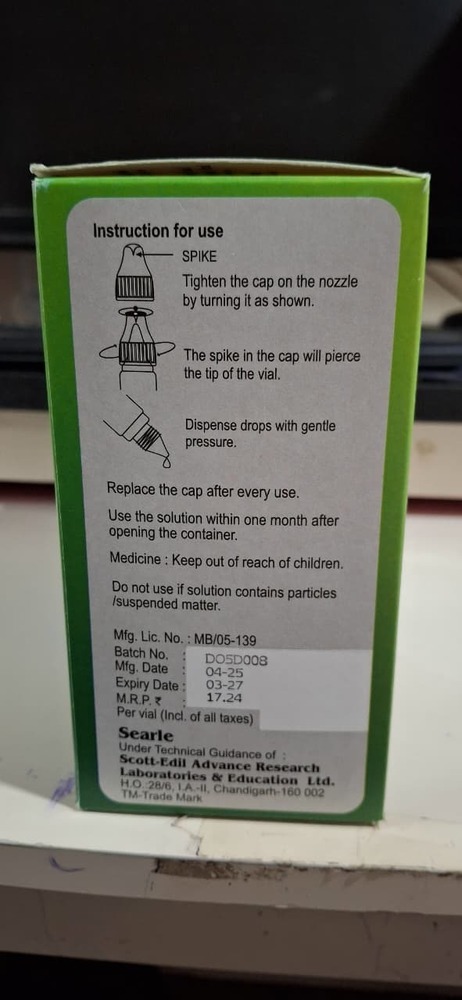 Instruction for use
SPIKE
Tighten the cap on the nozzle
by turning it as shown.
The spike in the cap will pierce
the tip of the vial.
Dispense drops with gentle
pressure.
Replace the cap after every use.
Use the solution within one month after
opening the container.
Medicine : Keep out of reach of children.
Do not use if solution contains particles
/suspended matter.
Mfg. Lic. No. : MB/05-139
Batch No. : DO5D008
Mfg. Date : 04-25
Expiry Date : 03-27
M.R.P. ₹ : 17.24
Per vial (Incl. of all taxes)
Searle
Under Technical Guidance of :
Scott-Edil Advance Research
Laboratories & Education Ltd.
H.O.:28/6, I.A.-II, Chandigarh-160 002
TM-Trade Mark